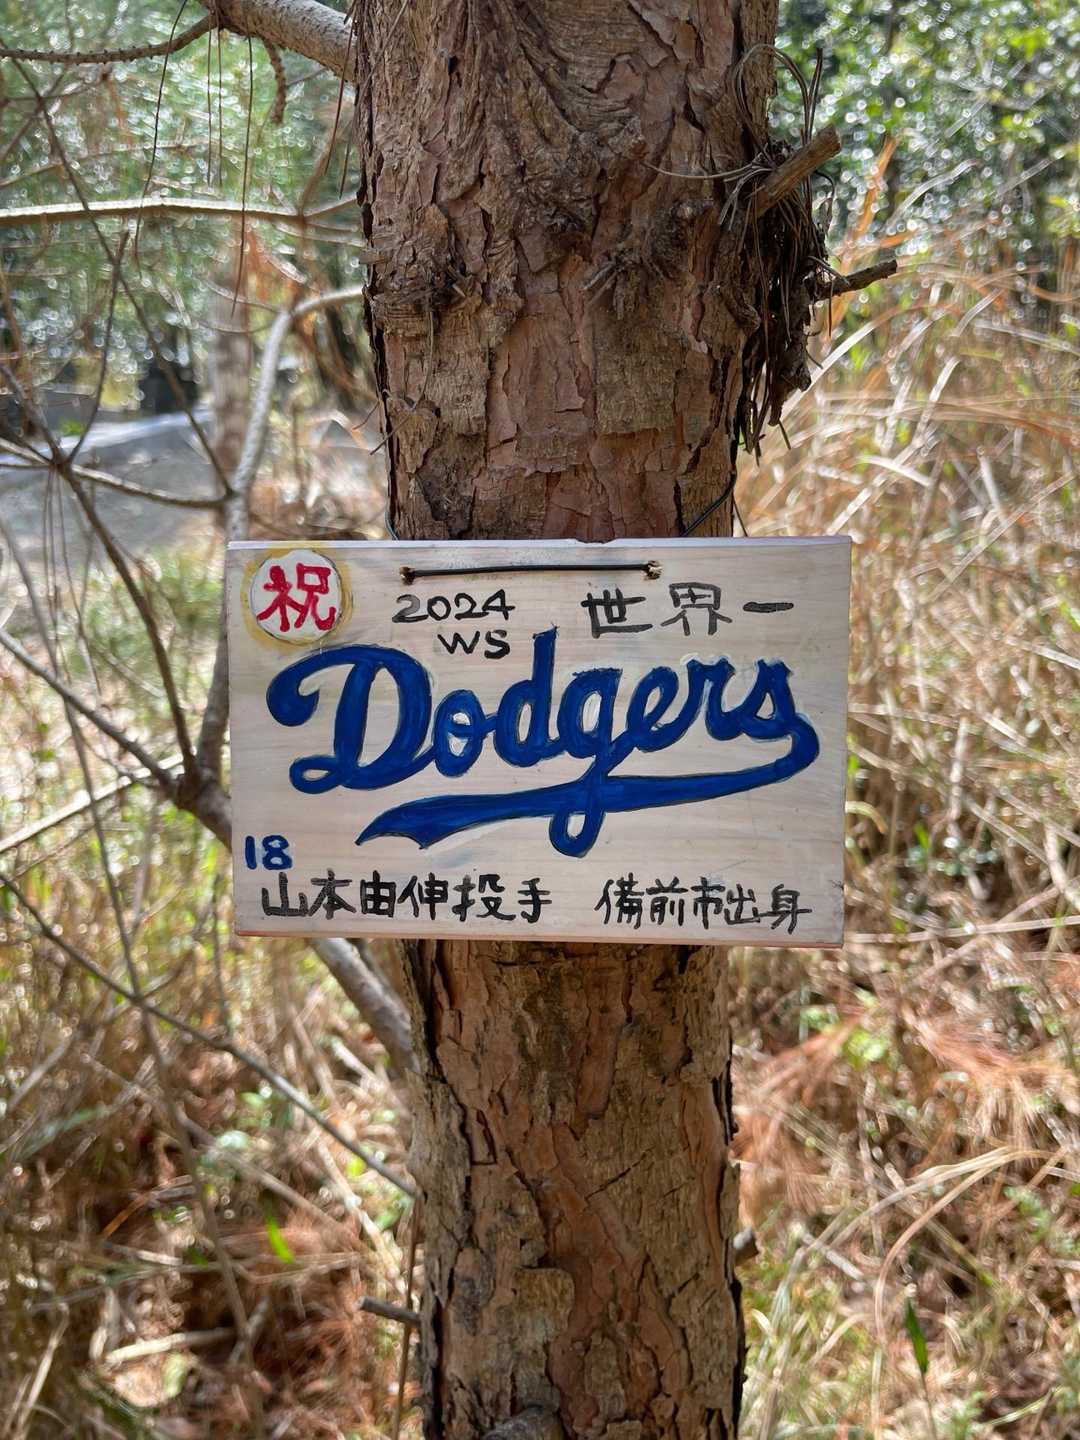 祝
2024 世界一
WS
Dodgers
18
山本由伸投手 備前市出身